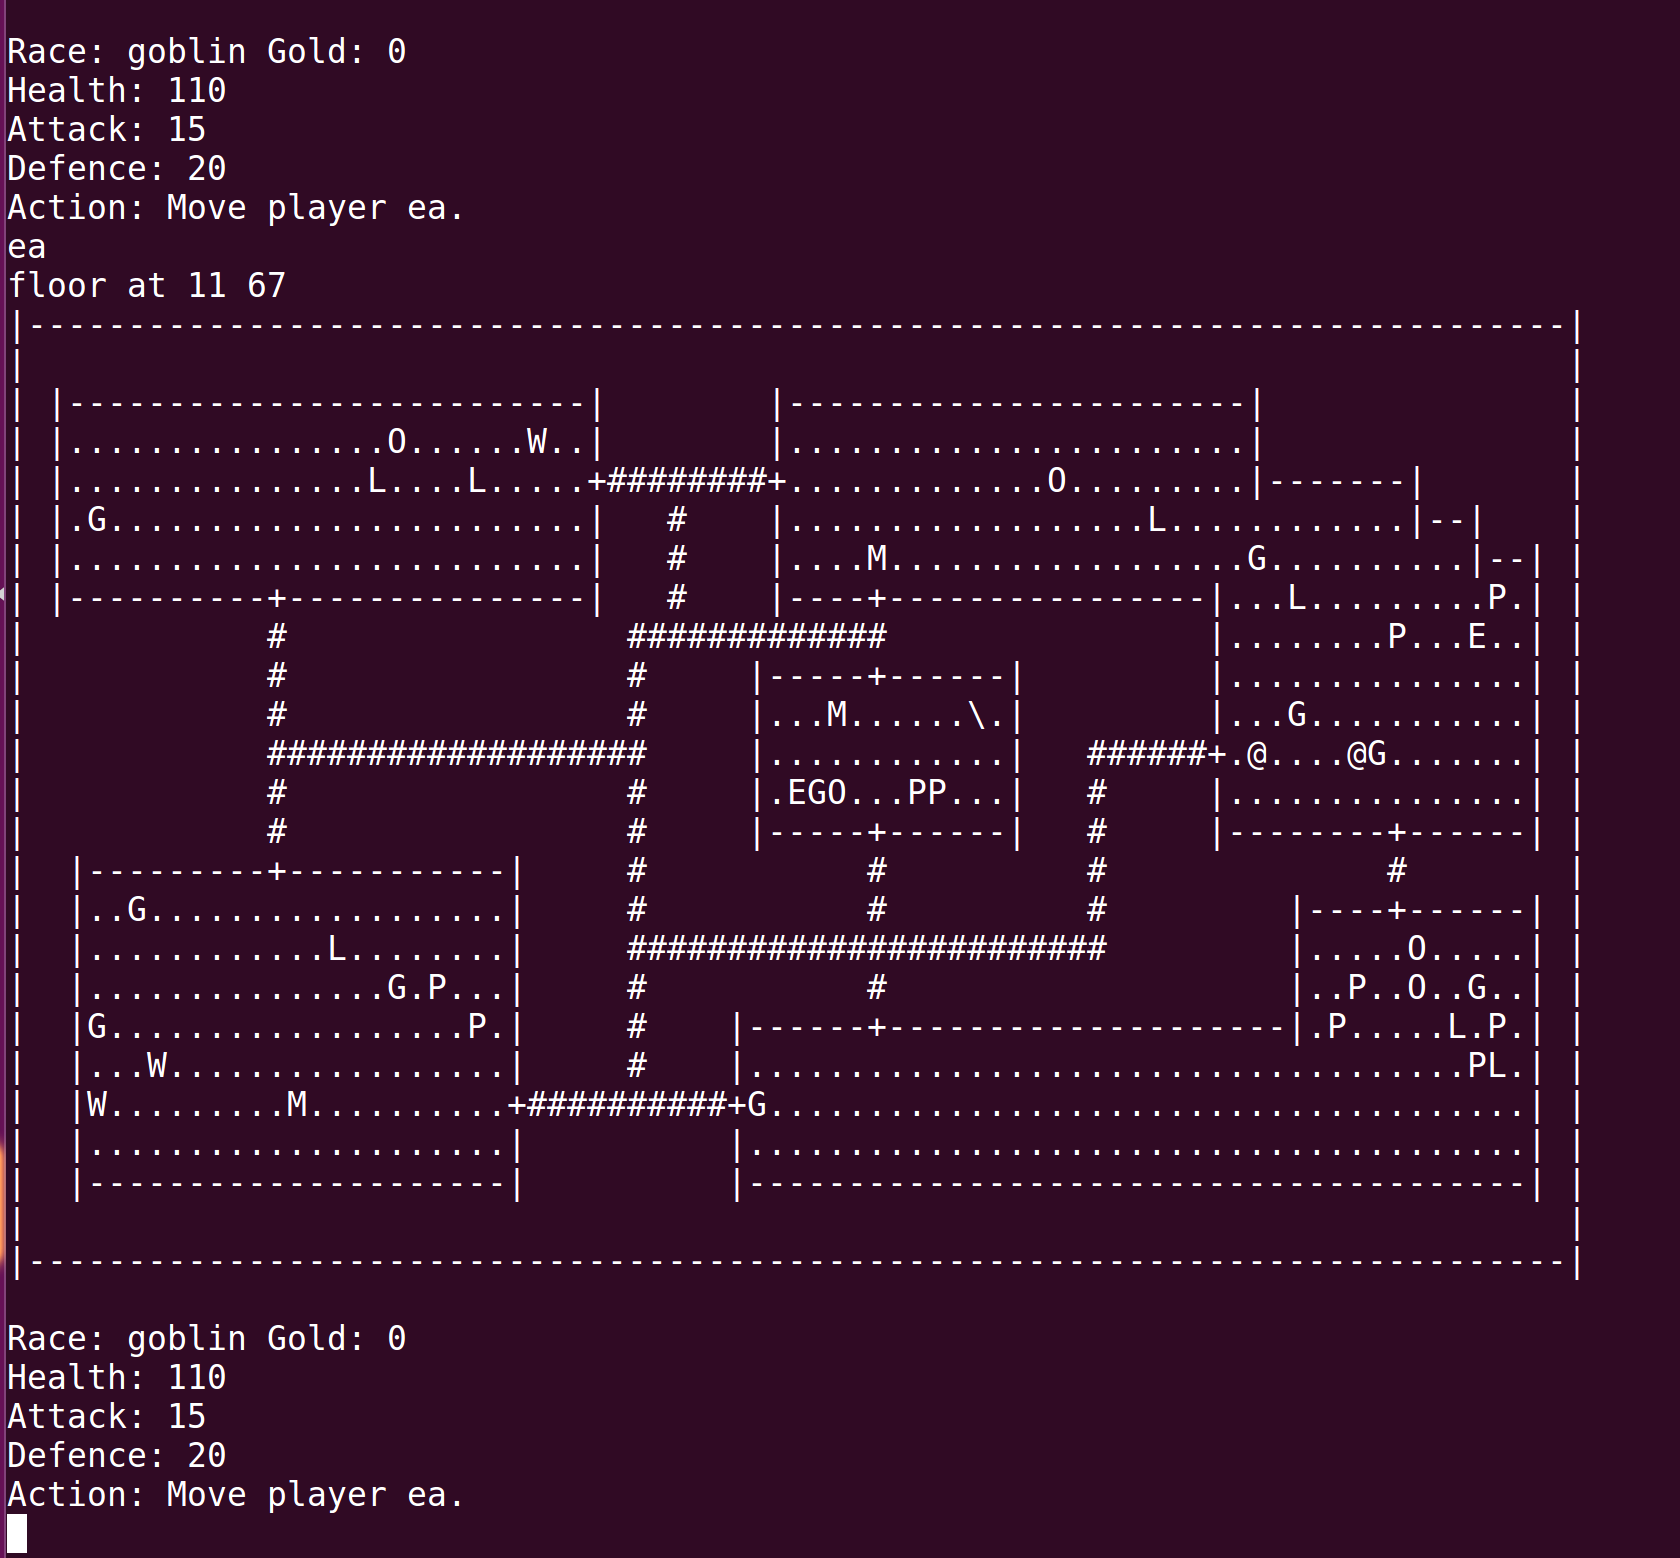 Race: goblin Gold: 0
Health: 110
Attack: 15
Defence: 20
Action: Move player ea.
ea
floor at 11 67
|-----------------------------------------------------------------------------|
|                                                                             |
| |--------------------------|        |-----------------------|               |
| |................O......W..|        |.......................|               |
| |...............L....L.....+########+.............O.........|-------|       |
| |.G........................|   #    |..................L............|--|    |
| |..........................|   #    |....M..................G..........|--| |
| |----------+---------------|   #    |----+----------------|...L.........P.| |
|            #                 #############                |........P...E..| |
|            #                 #     |-----+------|         |...............| |
|            #                 #     |...M......\.|         |...G...........| |
|            ###################     |............|   ######+.@....@G.......| |
|            #                 #     |.EGO...PP...|   #     |...............| |
|            #                 #     |-----+------|   #     |--------+------| |
|  |---------+-----------|     #           #          #              #        |
|  |..G..................|     #           #          #         |----+------| |
|  |............L........|     ########################         |.....O.....| |
|  |...............G.P...|     #           #                    |..P..O..G..| |
|  |G..................P.|     #    |------+--------------------|.P.....L.P.| |
|  |...W.................|     #    |....................................PL.| |
|  |W.........M..........+##########+G......................................| |
|  |.....................|          |.......................................| |
|  |---------------------|          |---------------------------------------| |
|                                                                             |
|-----------------------------------------------------------------------------|
Race: goblin Gold: 0
Health: 110
Attack: 15
Defence: 20
Action: Move player ea.